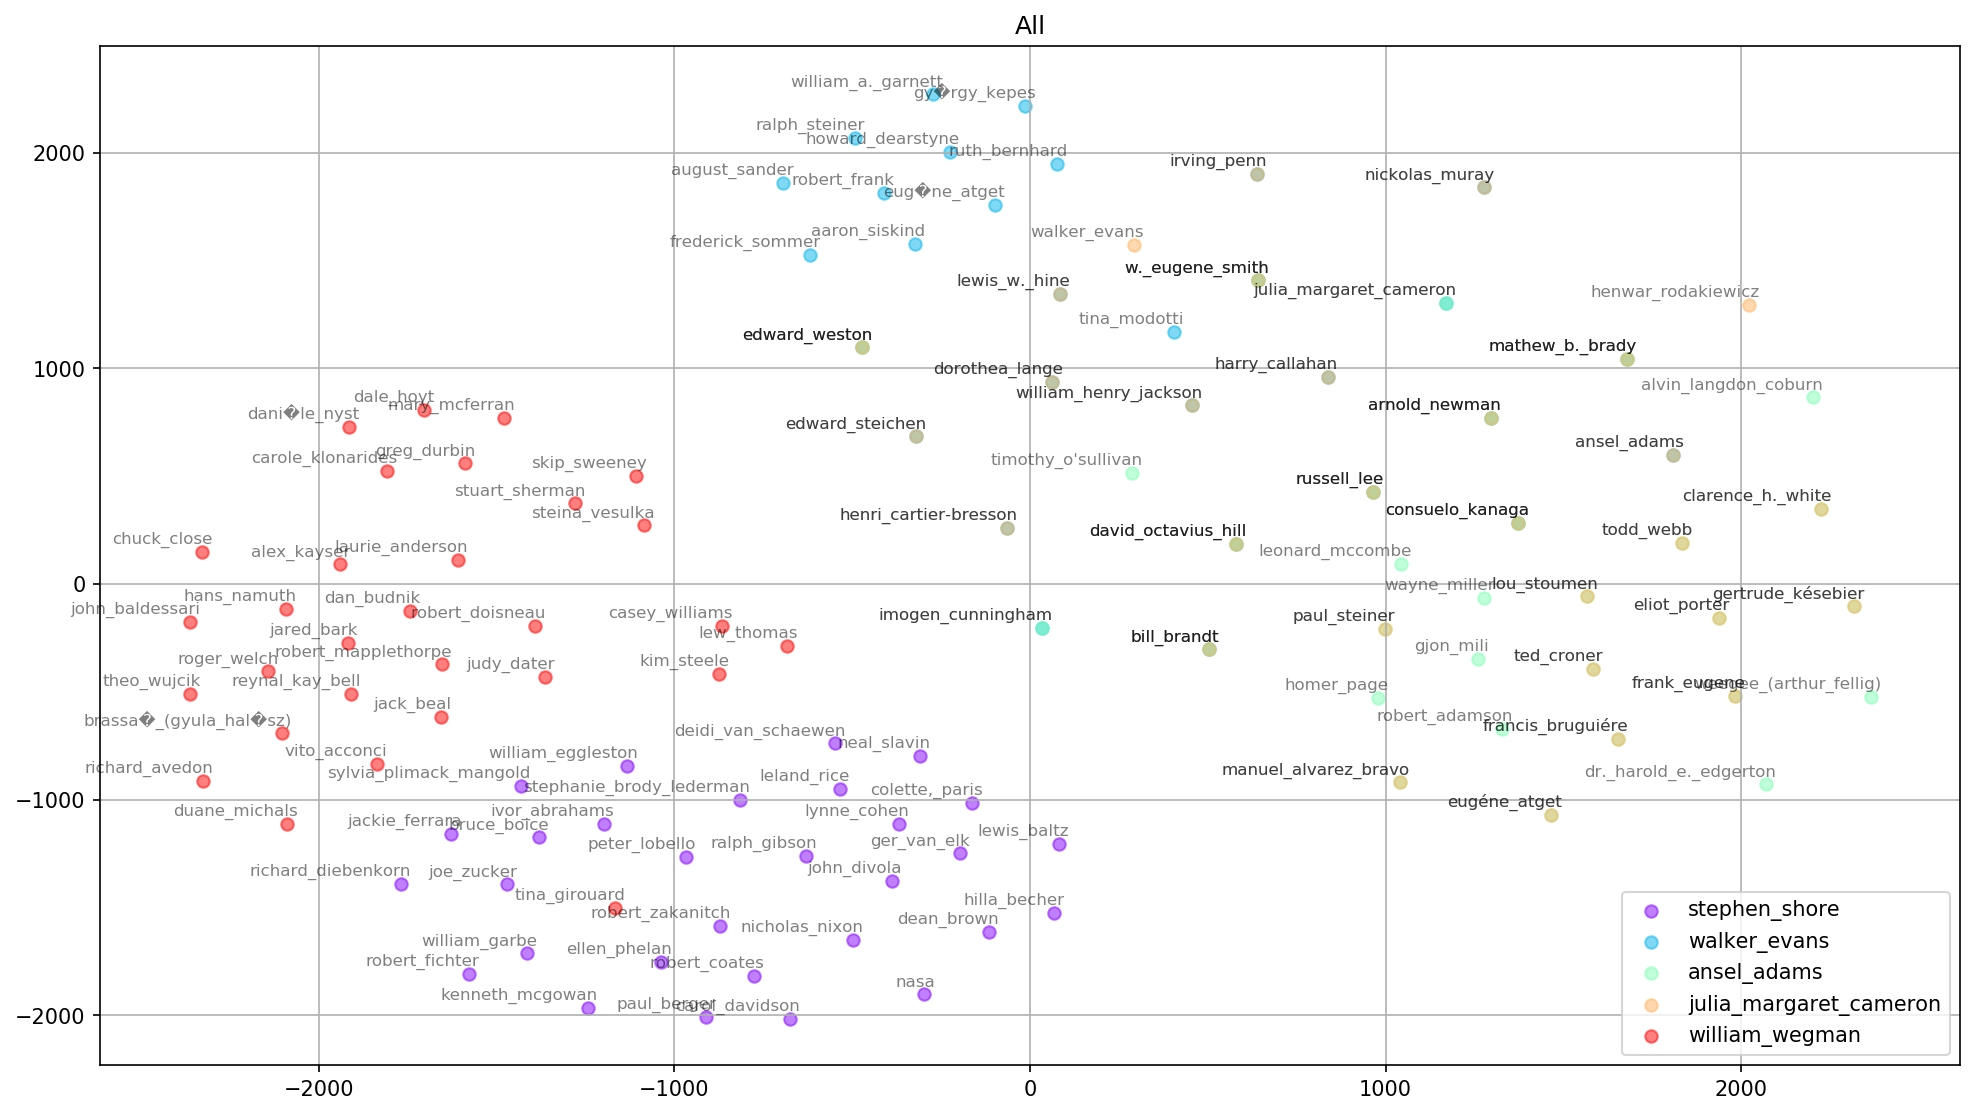 All
william_a._garnett
gy�rgy_kepes
ralph_steiner
howard_dearstyne
ruth_bernhard
2000
irving_penn
august_sander
nickolas_muray
robert_frank
eug�ne_atget
walker_evans
aaron_siskind
frederick_sommer
w._eugene_smith
lewis_w._hine
julia_margaret_cameron
henwar_rodakiewicz
tina_modotti
edward_weston
mathew_b._brady
1000
dorothea_lange
harry_callahan
william_henry_jackson
alvin_langdon_coburn
dale_hoyt
mary_mcferran
arnold_newman
dani�le_nyst
edward_steichen
ansel_adams
greg_durbin
carole_klonarides
skip_sweeney
timothy_o'sullivan
russell_lee
stuart_sherman
clarence_h._white
steina_vesulka
henri_cartier-bresson
consuelo_kanaga
chuck_close
david_octavius_hill
todd_webb
alex_kayser
laurie_anderson
leonard_mccombe
0
wayne_miller
lou_stoumen
gertrude_késebier
hans_namuth
dan_budnik
john_baldessari
robert_doisneau
casey_williams
imogen_cunningham
paul_steiner
eliot_porter
jared_bark
lew_thomas
bill_brandt
roger_welch
robert_mapplethorpe
judy_dater
kim_steele
gjon_mili
ted_croner
theo_wujcik
reynal_kay_bell
homer_page
frank_eugene
weegee_(arthur_fellig)
jack_beal
brassa�_(gyula_hal�sz)
robert_adamson
francis_bruguiére
deidi_van_schaewen
neal_slavin
vito_acconci
william_eggleston
richard_avedon
sylvia_plimack_mangold
stephanie_brody_lederman
leland_rice
manuel_alvarez_bravo
dr._harold_e._edgerton
−1000
colette,_paris
duane_michals
ivor_abrahams
lynne_cohen
eugéne_atget
jackie_ferrara
bruce_boice
lewis_baltz
peter_lobello
ralph_gibson
ger_van_elk
richard_diebenkorn
joe_zucker
john_divola
tina_girouard
robert_zakanitch
hilla_becher
nicholas_nixon
dean_brown
william_garbe
ellen_phelan
robert_fichter
robert_coates
nasa
kenneth_mcgowan
paul_berger
carol_davidson
−2000
stephen_shore
walker_evans
ansel_adams
julia_margaret_cameron
william_wegman
−2000
−1000
0
1000
2000